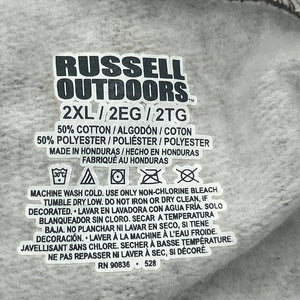 RUSSELL
OUTDOORS™
2XL / 2EG / 2TG
50% COTTON / ALGODÓN / COTON
50% POLYESTER / POLIÉSTER / POLYESTER
MADE IN HONDURAS / HECHO EN HONDURAS
FABRIQUÉ AU HONDURAS
MACHINE WASH COLD. USE ONLY NON-CHLORINE BLEACH.
TUMBLE DRY LOW. DO NOT IRON OR DRY CLEAN, IF
DECORATED. • LAVAR EN LAVADORA CON AGUA FRÍA. SOLO
BLANQUEADOR SIN CLORO. SECAR A TEMPERATURA
BAJA. NO PLANCHAR NI LAVAR EN SECO, SI TIENE
DECORACIÓN. • LAVER À LA MACHINE À L'EAU FROIDE.
JAVELLISANT SANS CHLORE. SÉCHER À BASSE TEMPÉRATURE.
NE PAS REPASSER NI LAVER À SEC, SI DÉCORÉ.
RN 90836 • 528